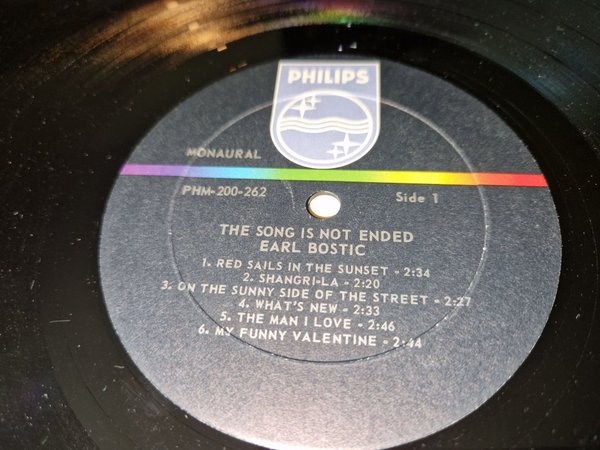 PHILIPS
MONAURAL
PHM-200-262 Side 1
THE SONG IS NOT ENDED
EARL BOSTIC
1. RED SAILS IN THE SUNSET - 2:34
2. SHANGRI-LA - 2:20
3. ON THE SUNNY SIDE OF THE STREET - 2:27
4. WHAT'S NEW - 2:33
5. THE MAN I LOVE - 2:46
6. MY FUNNY VALENTINE - 2:44